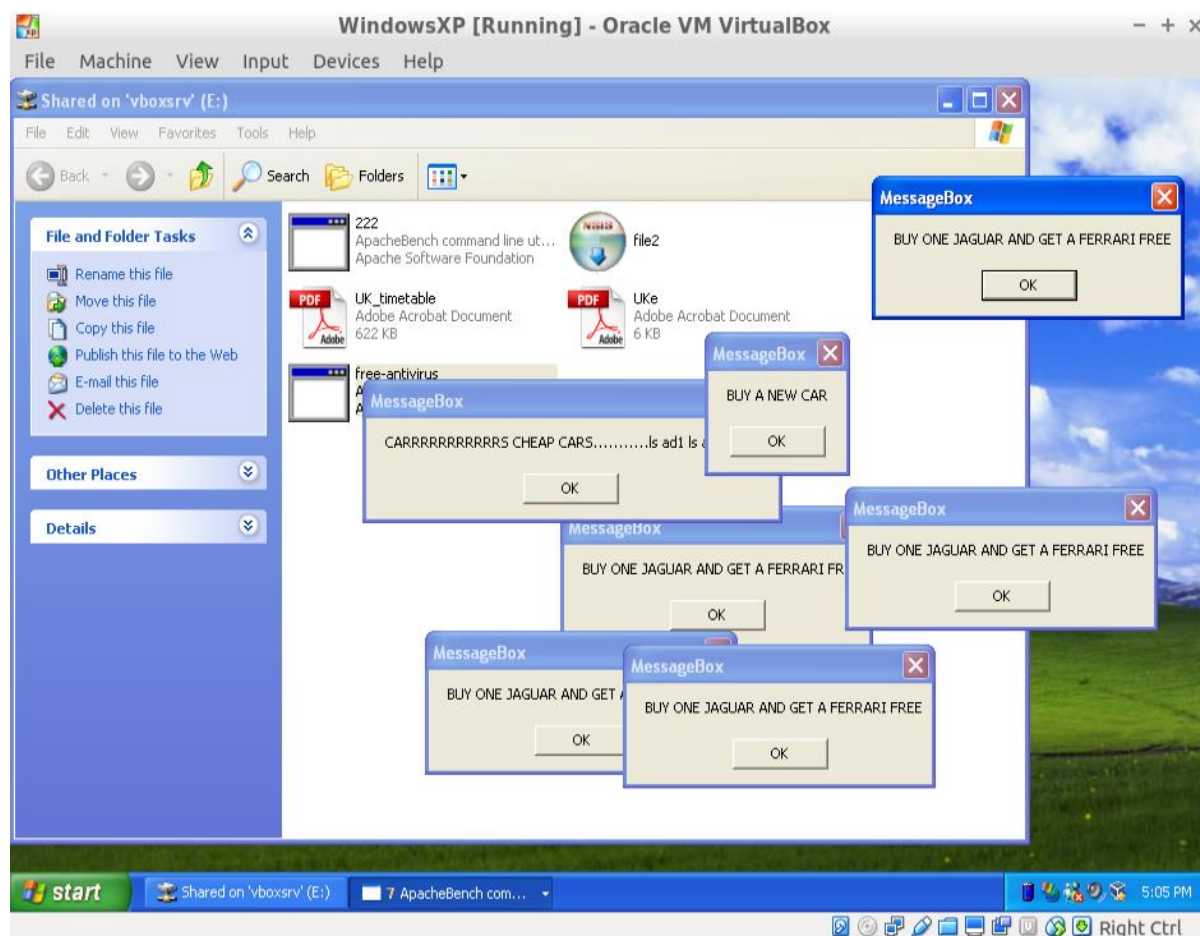 WindowsXP [Running] - Oracle VM VirtualBox
File Machine View Input Devices Help
Shared on 'vboxsrv' (E:)
File Edit View Favorites Tools Help
Back Search Folders
File and Folder Tasks
Rename this file
Move this file
Copy this file
Publish this file to the Web
E-mail this file
Delete this file
Other Places
Details
222
ApacheBench command line ut...
Apache Software Foundation
NSIS
file2
PDF
Adobe
UK_timetable
Adobe Acrobat Document
622 KB
PDF
Adobe
UKe
Adobe Acrobat Document
6 KB
free-antivirus
MessageBox
BUY ONE JAGUAR AND GET A FERRARI FREE
OK
MessageBox
BUY A NEW CAR
OK
MessageBox
CARRRRRRRRRRRS CHEAP CARS...........ls ad1 ls
OK
MessageBox
BUY ONE JAGUAR AND GET A FERRARI FREE
OK
MessageBox
BUY ONE JAGUAR AND GET A FERRARI FR
OK
MessageBox
BUY ONE JAGUAR AND GET
OK
MessageBox
BUY ONE JAGUAR AND GET A FERRARI FREE
OK
start
Shared on 'vboxsrv' (E:)
7 ApacheBench com...
5:05 PM
Right Ctrl